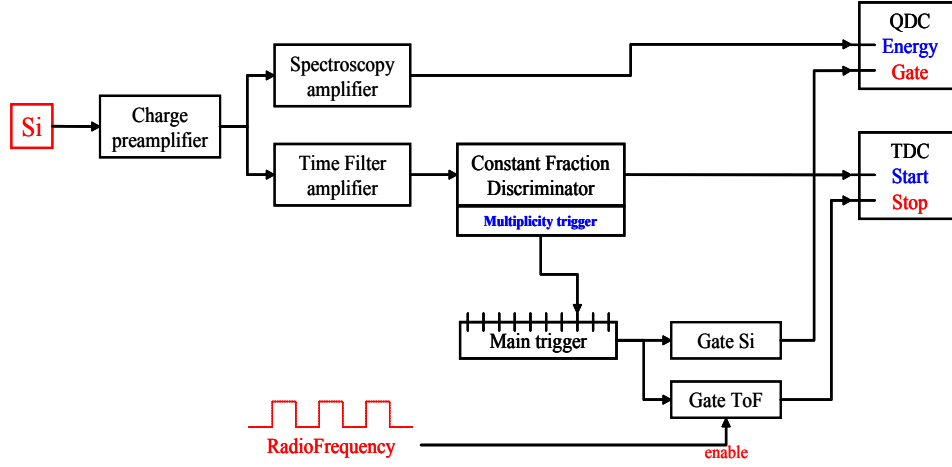 QDC
Energy
Gate
Spectroscopy
amplifier
Si
Charge
preamplifier
Time Filter
amplifier
Constant Fraction
Discriminator
Multiplicity trigger
TDC
Start
Stop
Main trigger
Gate Si
Gate ToF
RadioFrequency
enable